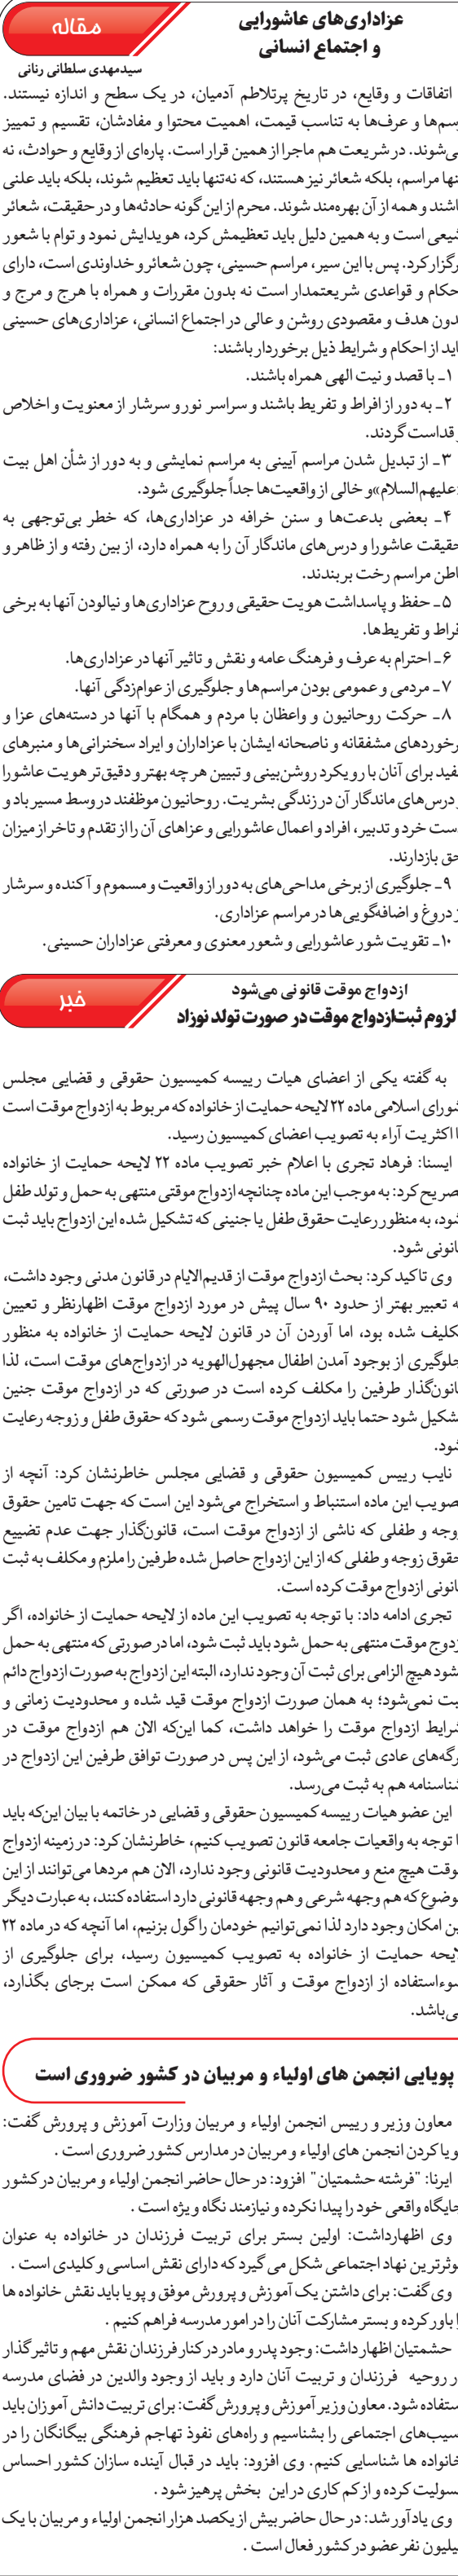 مقاله
عزاداری‌های عاشورایی
و اجتماع انسانی
سیدمهدی سلطانی رنانی
اتفاقات و وقایع، در تاریخ پرتلاطم آدمیان، در یک سطح و اندازه نیستند.
رسم‌ها و عرف‌ها به تناسب قیمت، اهمیت محتوا و مفادشان، تقسیم و تمییز
می‌شوند. در شریعت هم ماجرا از همین قرار است. پاره‌ای از وقایع و حوادث، نه
تنها مراسم، بلکه شعائر نیز هستند، که نه‌تنها باید تعظیم شوند، بلکه باید علنی
باشند و همه از آن بهره‌مند شوند. محرم از این گونه حادثه‌ها و در حقیقت، شعائر
شیعی است و به همین دلیل باید تعظیمش کرد، هویدایش نمود و توام با شعور
برگزار کرد. پس با این سیر، مراسم حسینی، چون شعائر و خداوندی است، دارای
احکام و قواعدی شریعتمدار است نه بدون مقررات و همراه با هرج و مرج و
بدون هدف و مقصودی روشن و عالی در اجتماع انسانی، عزاداری‌های حسینی
باید از احکام و شرایط ذیل برخوردار باشند:
۱ـ با قصد و نیت الهی همراه باشند.
۲ـ به دور از افراط و تفریط باشند و سراسر نور و سرشار از معنویت و اخلاص
و قداست گردند.
۳ـ از تبدیل شدن مراسم آیینی به مراسم نمایشی و به دور از شأن اهل بیت
«علیهم‌السلام»و خالی از واقعیت‌ها جداً جلوگیری شود.
۴ـ بعضی بدعت‌ها و سنن خرافه در عزاداری‌ها، که خطر بی‌توجهی به
حقیقت عاشورا و درس‌های ماندگار آن را به همراه دارد، از بین رفته و از ظاهر و
باطن مراسم رخت بربندند.
۵ـ حفظ و پاسداشت هویت حقیقی و روح عزاداری‌ها و نیالودن آنها به برخی
افراط و تفریط‌ها.
۶ـ احترام به عرف و فرهنگ عامه و نقش و تاثیر آنها در عزاداری‌ها.
۷ـ مردمی و عمومی بودن مراسم‌ها و جلوگیری از عوام‌زدگی آنها.
۸ـ حرکت روحانیون و واعظان با مردم و همگام با آنها در دسته‌های عزا و
برخوردهای مشفقانه و ناصحانه ایشان با عزاداران و ایراد سخنرانی‌ها و منبرهای
مفید برای آنان با رویکرد روشن‌بینی و تبیین هر چه بهتر و دقیق‌تر هویت عاشورا
و درس‌های ماندگار آن در زندگی بشریت. روحانیون موظفند در وسط مسیر باد و
دست خرد و تدبیر، افراد و اعمال عاشورایی و عزاهای آن را از تقدم و تاخر از میزان
حق بازدارند.
۹ـ جلوگیری از برخی مداحی‌های به دور از واقعیت و مسموم و آکنده و سرشار
از دروغ و اضافه‌گویی‌ها در مراسم عزاداری.
۱۰ـ تقویت شور عاشورایی و شعور معنوی و معرفتی عزاداران حسینی.
خبر
ازدواج موقت قانونی می‌شود
لزوم ثبت‌ازدواج موقت در صورت تولد نوزاد
به گفته یکی از اعضای هیات رییسه کمیسیون حقوقی و قضایی مجلس
شورای اسلامی ماده ۲۲ لایحه حمایت از خانواده که مربوط به ازدواج موقت است
با اکثریت آراء به تصویب اعضای کمیسیون رسید.
ایسنا: فرهاد تجری با اعلام خبر تصویب ماده ۲۲ لایحه حمایت از خانواده
تصریح کرد: به موجب این ماده چنانچه ازدواج موقتی منتهی به حمل و تولد طفل
شود، به منظور رعایت حقوق طفل یا جنینی که تشکیل شده این ازدواج باید ثبت
قانونی شود.
وی تاکید کرد: بحث ازدواج موقت از قدیم‌الایام در قانون مدنی وجود داشت،
به تعبیر بهتر از حدود ۹۰ سال پیش در مورد ازدواج موقت اظهارنظر و تعیین
تکلیف شده بود، اما آوردن آن در قانون لایحه حمایت از خانواده به منظور
جلوگیری از بوجود آمدن اطفال مجهول‌الهویه در ازدواج‌های موقت است، لذا
قانون‌گذار طرفین را مکلف کرده است در صورتی که در ازدواج موقت جنین
تشکیل شود حتما باید ازدواج موقت رسمی شود که حقوق طفل و زوجه رعایت
شود.
نایب رییس کمیسیون حقوقی و قضایی مجلس خاطرنشان کرد: آنچه از
تصویب این ماده استنباط و استخراج می‌شود این است که جهت تامین حقوق
زوجه و طفلی که ناشی از ازدواج موقت است، قانون‌گذار جهت عدم تضییع
حقوق زوجه و طفلی که از این ازدواج حاصل شده طرفین را ملزم و مکلف به ثبت
قانونی ازدواج موقت کرده است.
تجری ادامه داد: با توجه به تصویب این ماده از لایحه حمایت از خانواده، اگر
ازدوج موقت منتهی به حمل شود باید ثبت شود، اما در صورتی که منتهی به حمل
نشود هیچ الزامی برای ثبت آن وجود ندارد، البته این ازدواج به صورت ازدواج دائم
ثبت نمی‌شود؛ به همان صورت ازدواج موقت قید شده و محدودیت زمانی و
شرایط ازدواج موقت را خواهد داشت، کما این‌که الان هم ازدواج موقت در
برگه‌های عادی ثبت می‌شود، از این پس در صورت توافق طرفین این ازدواج در
شناسنامه هم به ثبت می‌رسد.
این عضو هیات رییسه کمیسیون حقوقی و قضایی در خاتمه با بیان این‌که باید
با توجه به واقعیات جامعه قانون تصویب کنیم، خاطرنشان کرد: در زمینه ازدواج
موقت هیچ منع و محدودیت قانونی وجود ندارد، الان هم مردها می‌توانند از این
موضوع که هم وجهه شرعی و هم وجهه قانونی دارد استفاده کنند، به عبارت دیگر
این امکان وجود دارد لذا نمی‌توانیم خودمان را گول بزنیم، اما آنچه که در ماده ۲۲
لایحه حمایت از خانواده به تصویب کمیسیون رسید، برای جلوگیری از
سوءاستفاده از ازدواج موقت و آثار حقوقی که ممکن است برجای بگذارد،
می‌باشد.
پویایی انجمن های اولیاء و مربیان در کشور ضروری است
معاون وزیر و رییس انجمن اولیاء و مربیان وزارت آموزش و پرورش گفت:
پویا کردن انجمن های اولیاء و مربیان در مدارس کشور ضروری است .
ایرنا: "فرشته حشمتیان" افزود: در حال حاضر انجمن اولیاء و مربیان در کشور
جایگاه واقعی خود را پیدا نکرده و نیازمند نگاه ویژه است .
وی اظهارداشت: اولین بستر برای تربیت فرزندان در خانواده به عنوان
موثرترین نهاد اجتماعی شکل می گیرد که دارای نقش اساسی و کلیدی است .
وی گفت: برای داشتن یک آموزش و پرورش موفق و پویا باید نقش خانواده ها
را باور کرده و بستر مشارکت آنان را در امور مدرسه فراهم کنیم .
حشمتیان اظهار داشت: وجود پدر و مادر در کنار فرزندان نقش مهم و تاثیر گذار
در روحیه فرزندان و تربیت آنان دارد و باید از وجود والدین در فضای مدرسه
استفاده شود. معاون وزیر آموزش و پرورش گفت: برای تربیت دانش آموزان باید
آسیب‌های اجتماعی را بشناسیم و راه‌های نفوذ تهاجم فرهنگی بیگانگان را در
خانواده ها شناسایی کنیم. وی افزود: باید در قبال آینده سازان کشور احساس
مسولیت کرده و از کم کاری در این بخش پرهیز شود .
وی یادآور شد: در حال حاضر بیش از یکصد هزار انجمن اولیاء و مربیان با یک
میلیون نفر عضو در کشور فعال است .